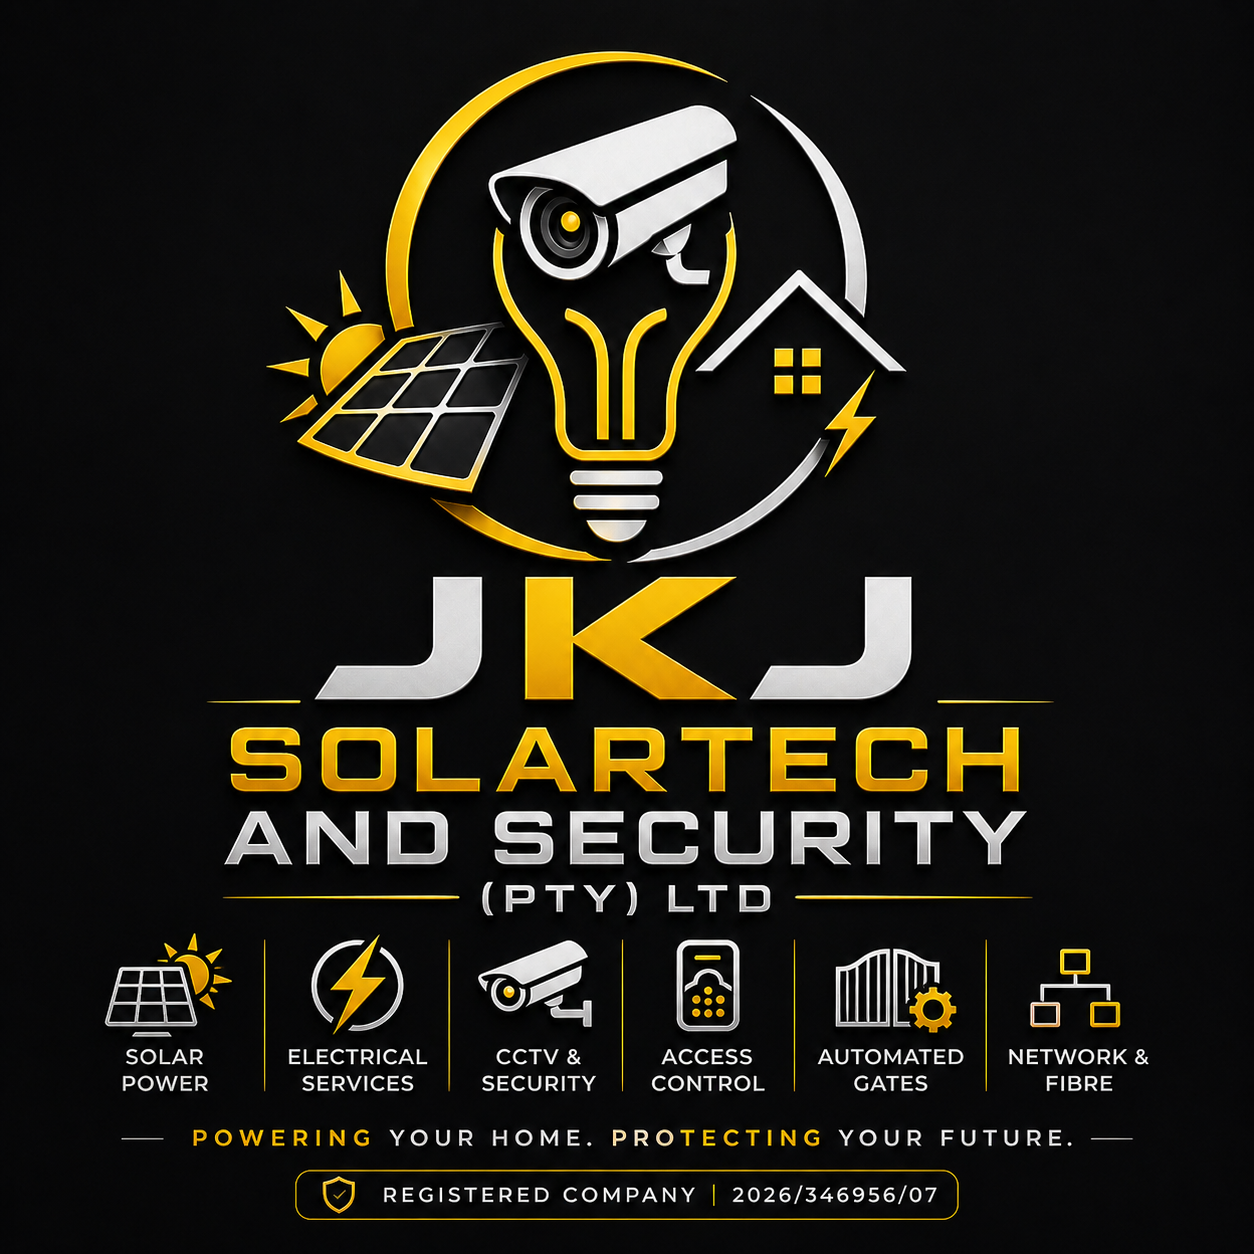 JKJ
SOLARTECH
AND SECURITY
(PTY) LTD
SOLAR
POWER
ELECTRICAL
SERVICES
CCTV &
SECURITY
ACCESS
CONTROL
AUTOMATED
GATES
NETWORK &
FIBRE
POWERING YOUR HOME. PROTECTING YOUR FUTURE.
REGISTERED COMPANY | 2026/346956/07